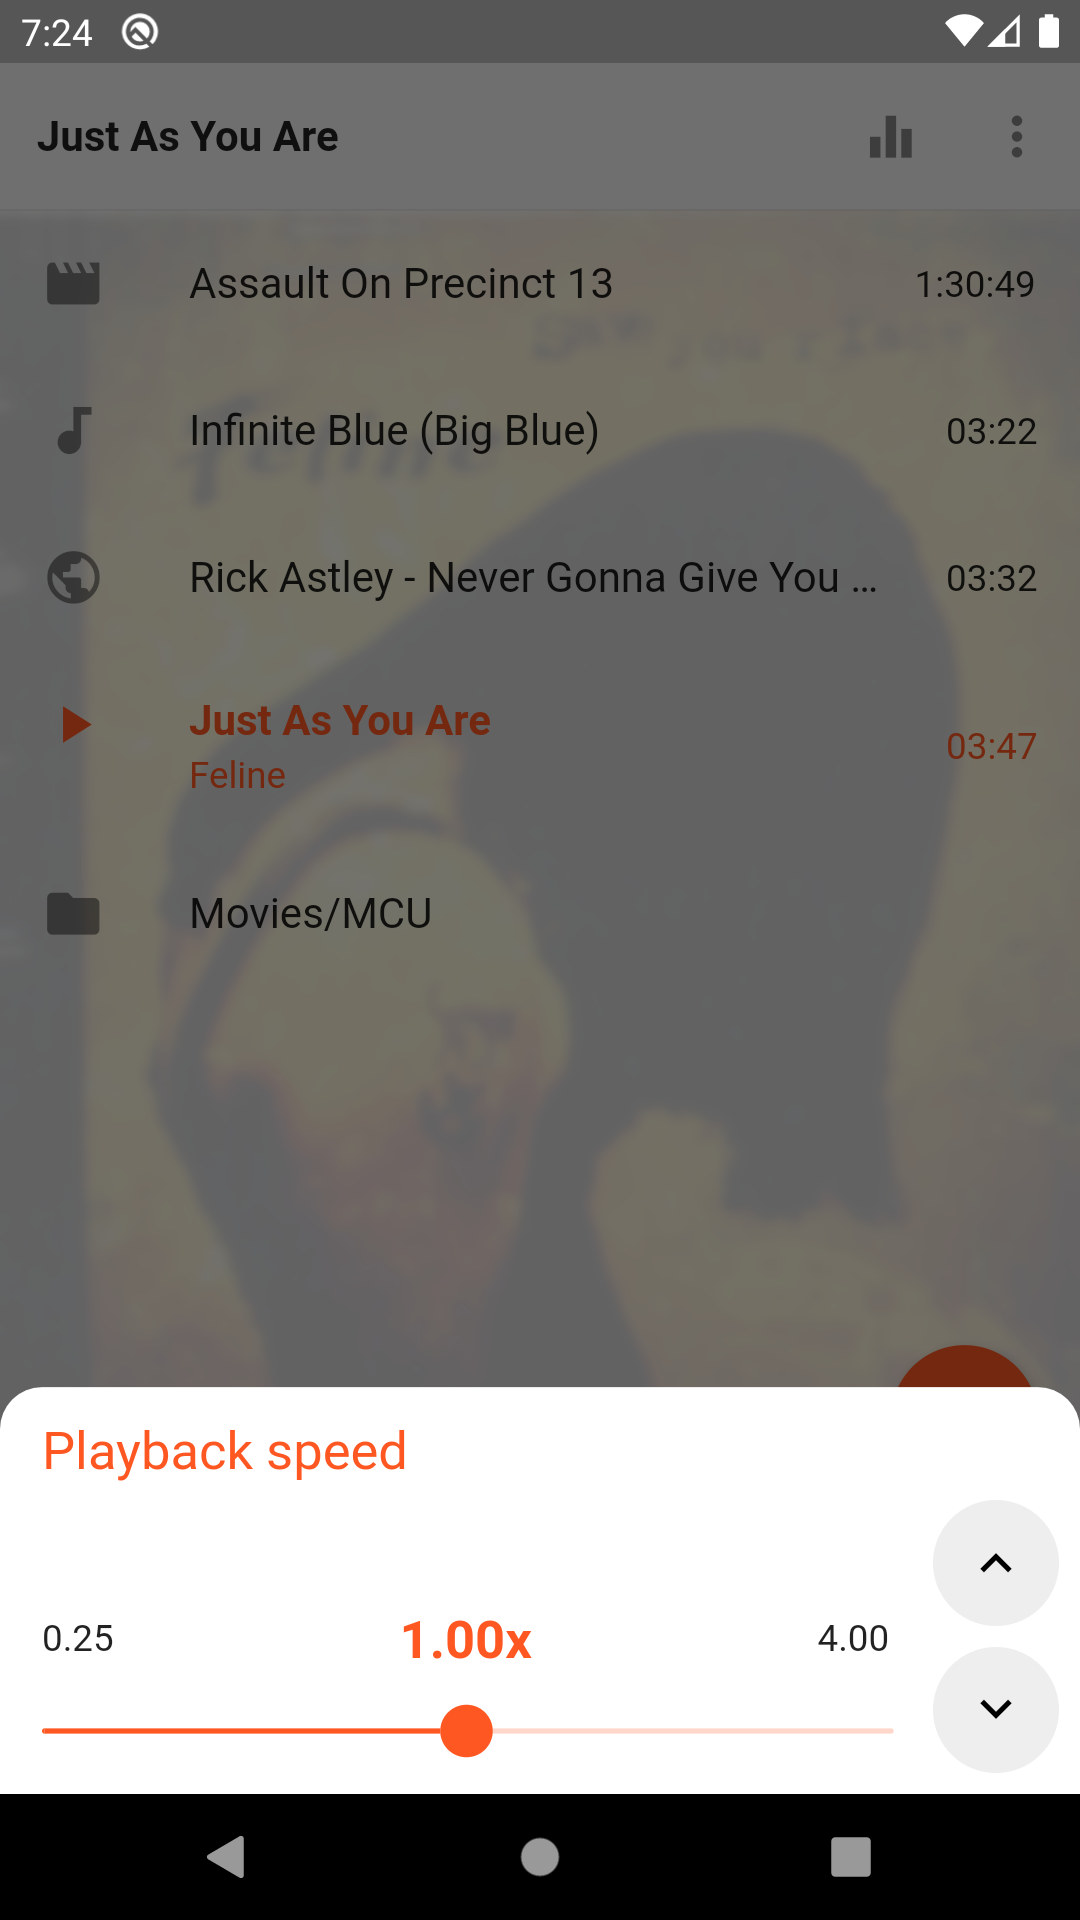 7:24
Just As You Are
Assault On Precinct 13 1:30:49
Infinite Blue (Big Blue) 03:22
Rick Astley - Never Gonna Give You ... 03:32
Just As You Are
Feline
03:47
Movies/MCU
Feline
Playback speed
0.25 1.00x 4.00